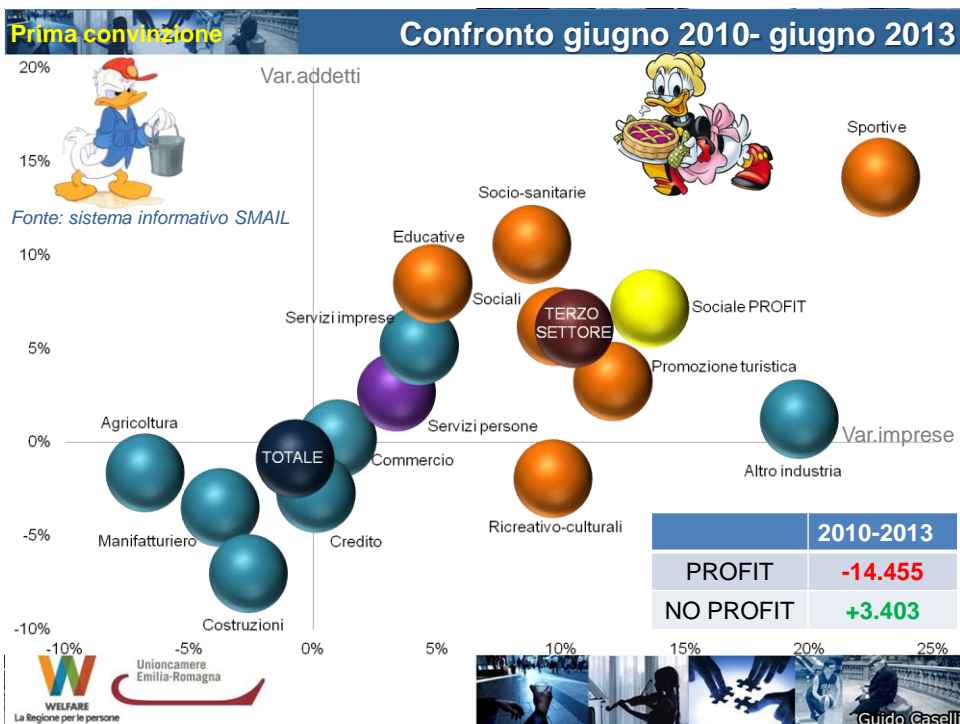 Prima convinzione
Confronto giugno 2010- giugno 2013
20%
Var.addetti
Sportive
15%
Socio-sanitarie
Fonte: sistema informativo SMAIL
Educative
10%
Sociali
Sociale PROFIT
Servizi imprese
TERZO
SETTORE
5%
Promozione turistica
Agricoltura
Servizi persone
0%
Var.imprese
TOTALE
Commercio
Altro industria
Ricreativo-culturali
-5%
Manifatturiero
Credito
2010-2013
PROFIT
-14.455
NO PROFIT
+3.403
Costruzioni
-10%
-10%
-5%
0%
5%
10%
15%
20%
25%
Unioncamere
Emilia-Romagna
WELFARE
La Regione per le persone
Guido Caselli